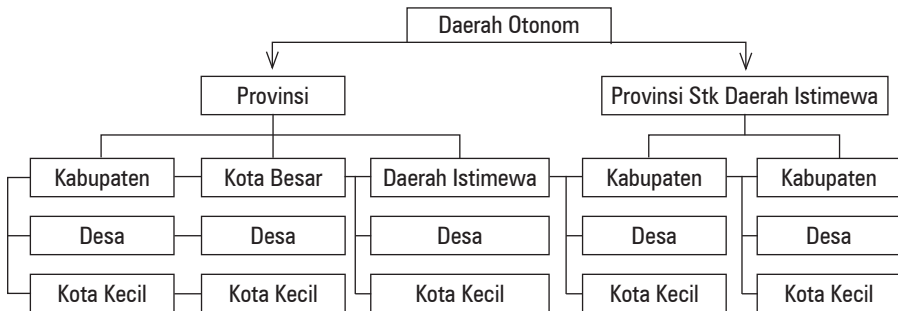 Daerah Otonom
Provinsi
Provinsi Stk Daerah Istimewa
Kabupaten
Kota Besar
Daerah Istimewa
Kabupaten
Kabupaten
Desa
Desa
Desa
Desa
Desa
Kota Kecil
Kota Kecil
Kota Kecil
Kota Kecil
Kota Kecil